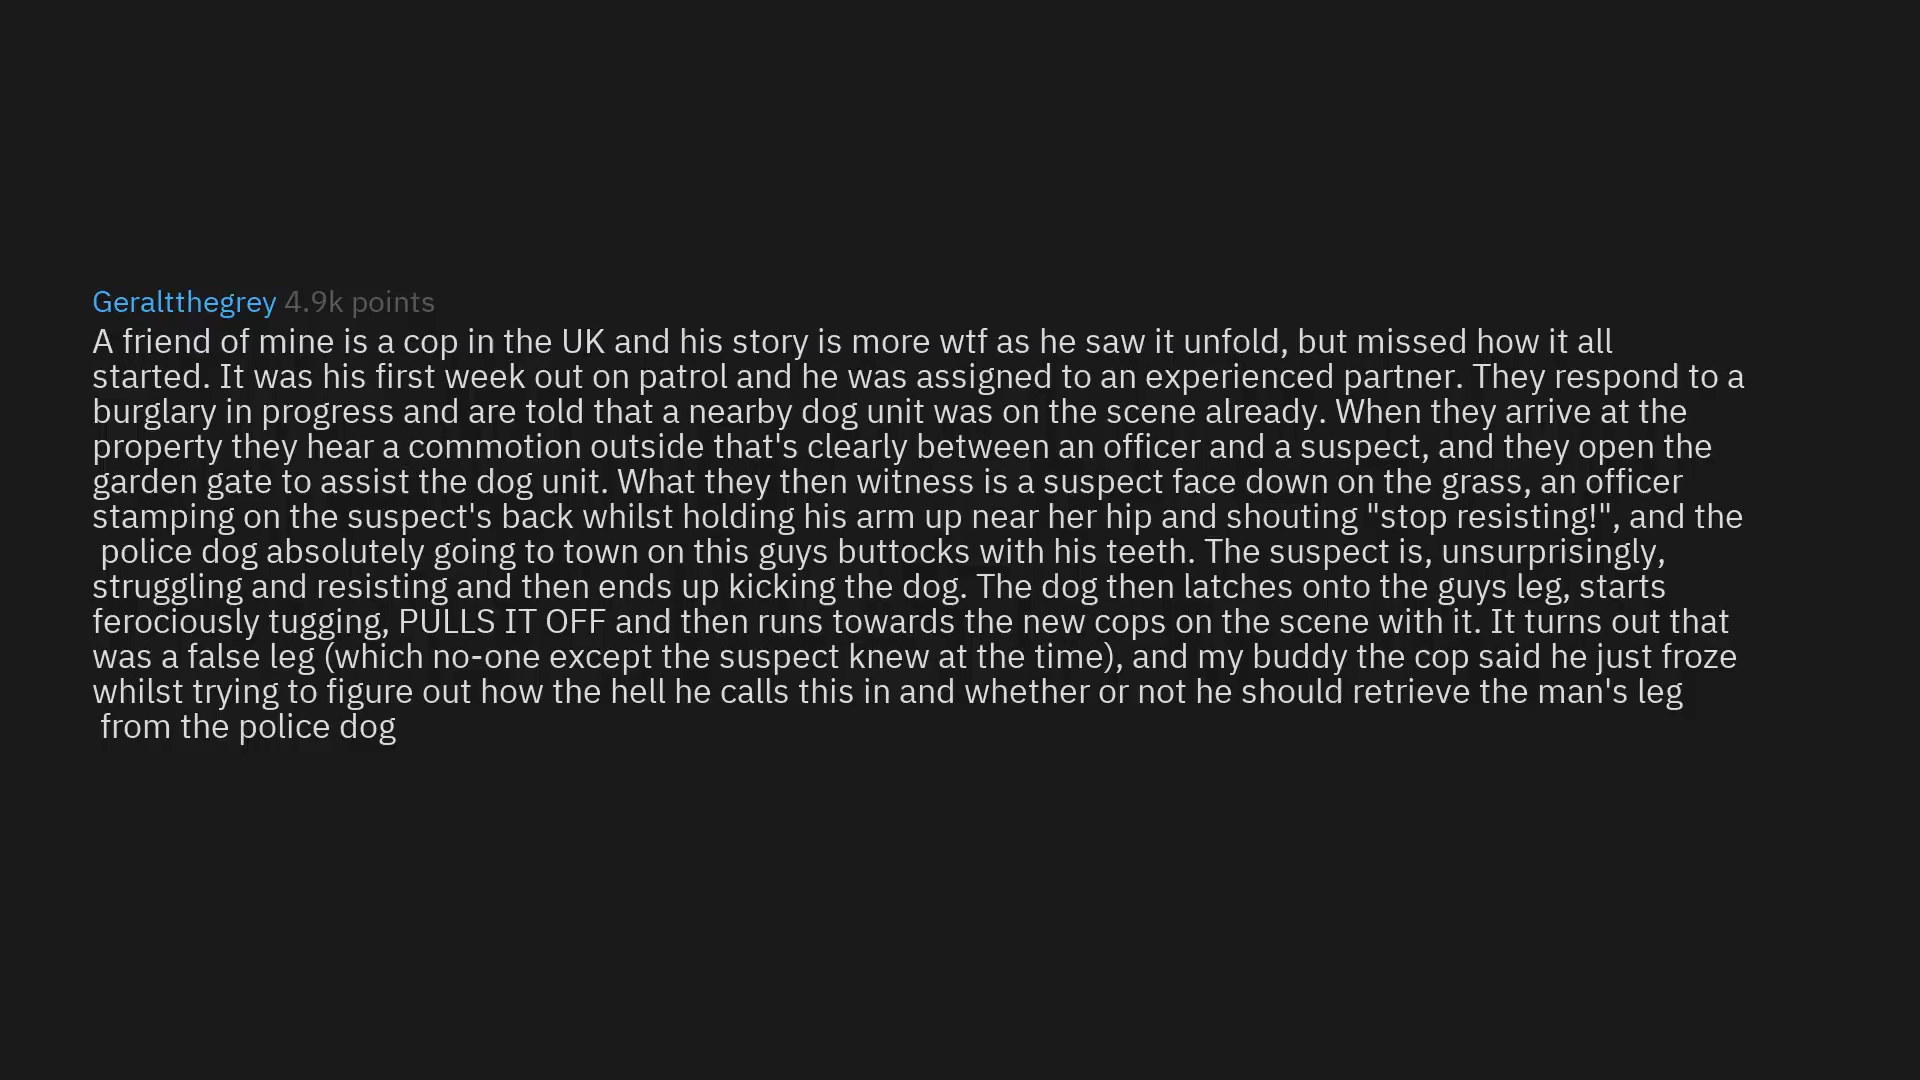 Geraltthegrey 4.9k points
A friend of mine is a cop in the UK and his story is more wtf as he saw it unfold, but missed how it all
started. It was his first week out on patrol and he was assigned to an experienced partner. They respond to a
burglary in progress and are told that a nearby dog unit was on the scene already. When they arrive at the
property they hear a commotion outside that's clearly between an officer and a suspect, and they open the
garden gate to assist the dog unit. What they then witness is a suspect face down on the grass, an officer
stamping on the suspect's back whilst holding his arm up near her hip and shouting "stop resisting!", and the
police dog absolutely going to town on this guys buttocks with his teeth. The suspect is, unsurprisingly,
struggling and resisting and then ends up kicking the dog. The dog then latches onto the guys leg, starts
ferociously tugging, PULLS IT OFF and then runs towards the new cops on the scene with it. It turns out that
was a false leg (which no-one except the suspect knew at the time), and my buddy the cop said he just froze
whilst trying to figure out how the hell he calls this in and whether or not he should retrieve the man's leg
from the police dog